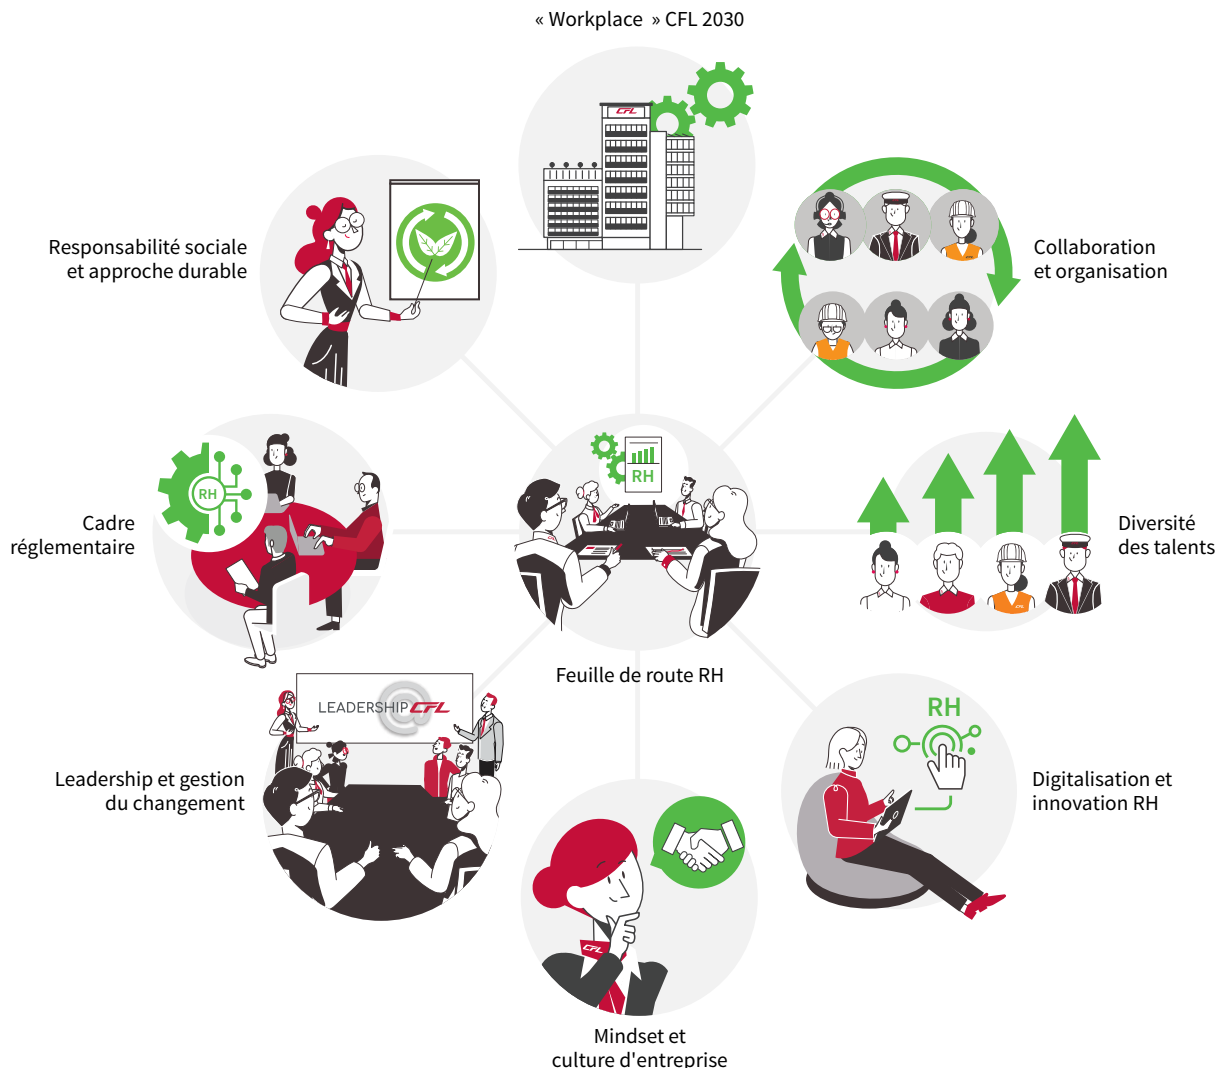 « Workplace » CFL 2030
CFL
Responsabilité sociale
et approche durable
Collaboration
et organisation
RH
RH
Cadre
réglementaire
Diversité
des talents
CFL
Feuille de route RH
LEADERSHIP@CFL
RH
Leadership et gestion
du changement
Digitalisation et
innovation RH
CFL
Mindset et
culture d'entreprise